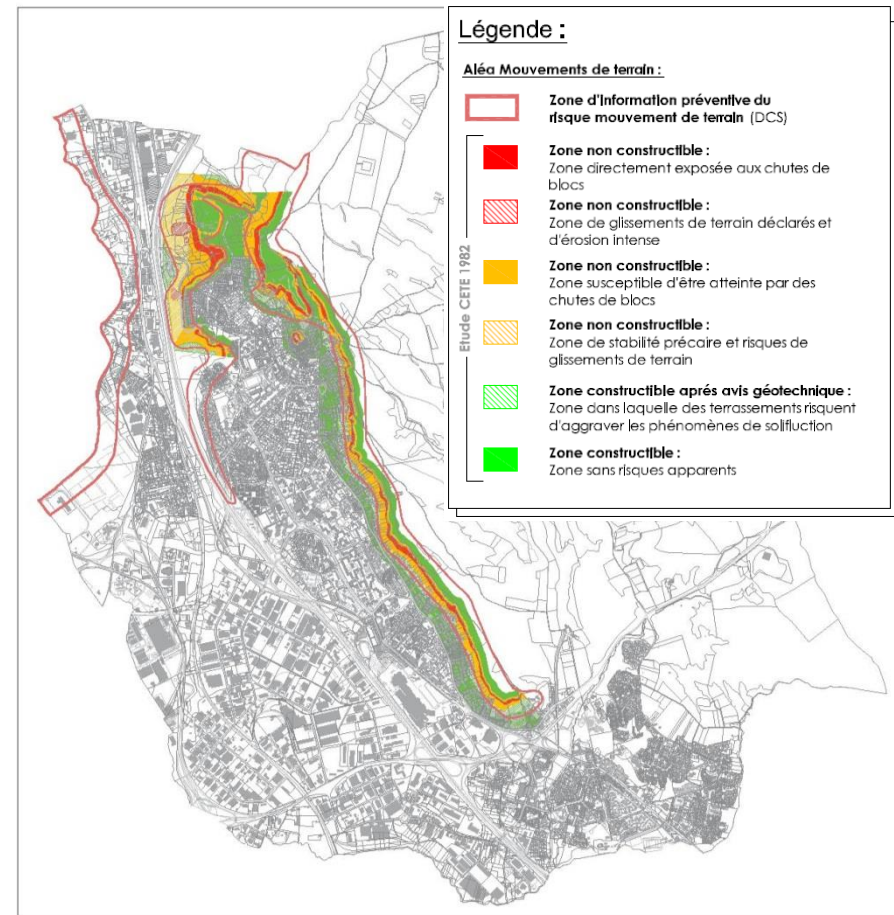 Légende :
Aléa Mouvements de terrain :
Zone d'information préventive du
risque mouvement de terrain (DCS)
Etude CETE 1982
Zone non constructible :
Zone directement exposée aux chutes de
blocs
Zone non constructible :
Zone de glissements de terrain déclarés et
d'érosion intense
Zone non constructible :
Zone susceptible d'être atteinte par des
chutes de blocs
Zone non constructible :
Zone de stabilité précaire et risques de
glissements de terrain
Zone constructible aprés avis géotechnique :
Zone dans laquelle des terrassements risquent
d'aggraver les phénomènes de solifluction
Zone constructible :
Zone sans risques apparents